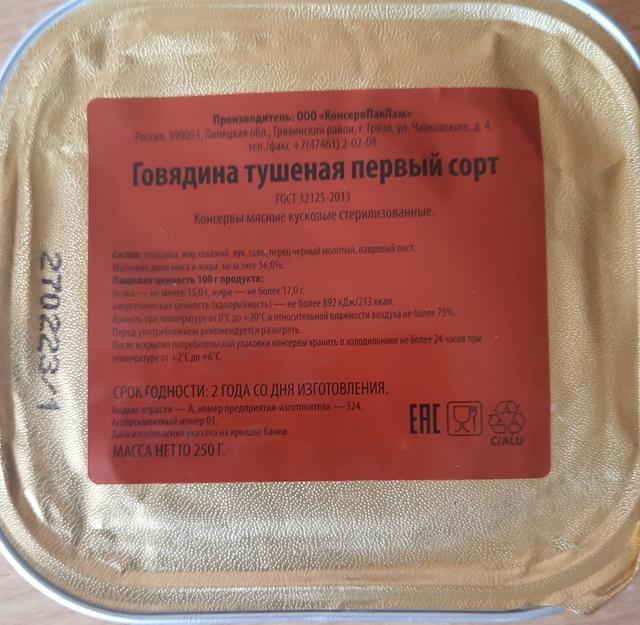 Производитель: ООО «КонсервПакЛам»
Россия, 399053, Липецкая обл., Грязинский район, г. Грязи, ул. Чайковского, д. 4,
тел./факс +7(47461) 2-02-08
Говядина тушеная первый сорт
ГОСТ 32125-2013
Консервы мясные кусковые стерилизованные.
Состав: говядина, жир говяжий, лук, соль, перец черный молотый, лавровый лист.
Массовая доля мяса и жира: не менее 56,0%.
Пищевая ценность 100 г продукта:
белка — не менее 15,0 г, жира — не более 17,0 г,
энергетическая ценность (калорийность) — не более 892 кДж/213 ккал.
Хранить при температуре от 0°С до +20°С и относительной влажности воздуха не более 75%.
Перед употреблением рекомендуется разогреть.
После вскрытия потребительской упаковки консервы хранить в холодильнике не более 24 часов при
температуре от +2°С до +6°С.
СРОК ГОДНОСТИ: 2 ГОДА СО ДНЯ ИЗГОТОВЛЕНИЯ.
Индекс отрасли — А, номер предприятия-изготовителя — 324.
Ассортиментный номер 01.
Дата изготовления указана на крышке банки.
МАССА НЕТТО 250 Г.
EAC
C/ALU
270223/1